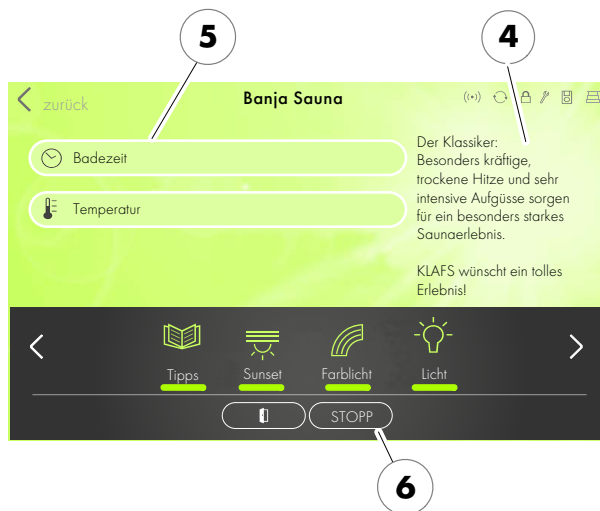 5
4
zurück
Banja Sauna
Badezeit
Temperatur
Der Klassiker:
Besonders kräftige,
trockene Hitze und sehr
intensive Aufgüsse sorgen
für ein besonders starkes
Saunaerlebnis.
KLAFS wünscht ein tolles
Erlebnis!
Tipps
Sunset
Farblicht
Licht
STOPP
6